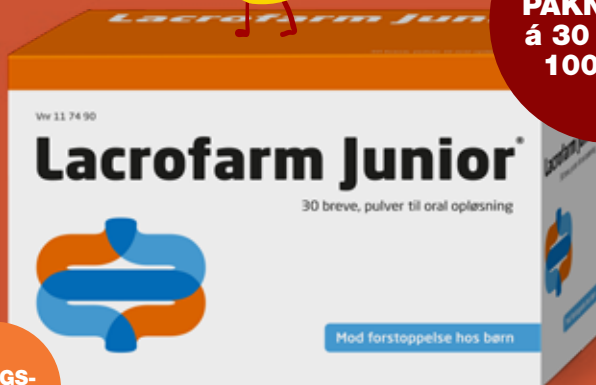 Lacrofarm Junior
PAKN
á 30
100
Vnr 11 74 90
Lacrofarm Junior®
30 breve, pulver til oral opløsning
Mod forstoppelse hos børn
GS-